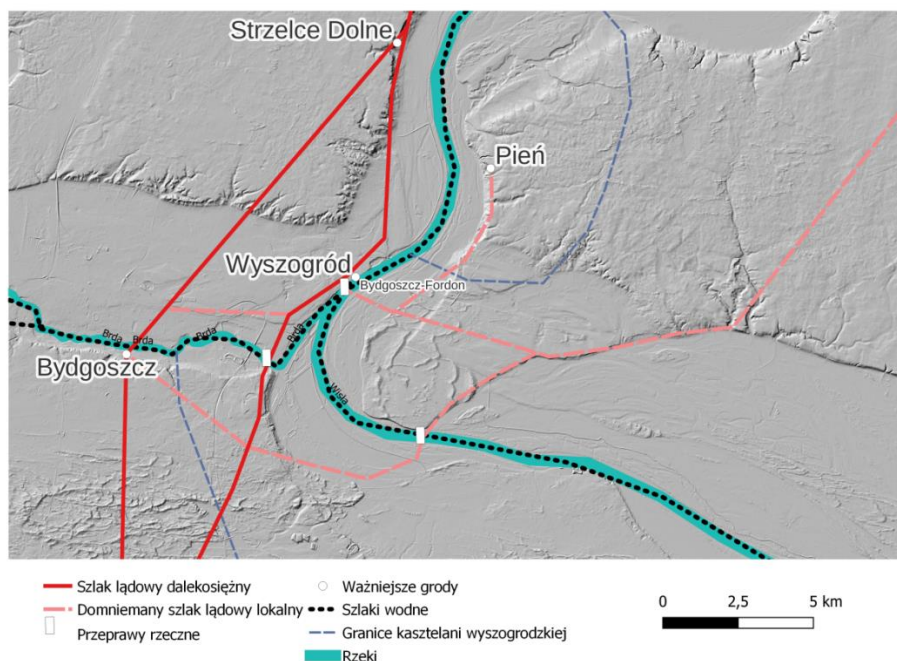 Strzelce Dolne
Pień
Wyszogród
Bydgoszcz-Fordon
Brda
Brda
Brda
Brda
Bydgoszcz
Wisła
Szlak lądowy dalekosiężny
Domniemany szlak lądowy lokalny
Przeprawy rzeczne
Ważniejsze grody
Szlaki wodne
Granice kasztelani wyszogrodzkiej
Rzeki
0 2,5 5 km